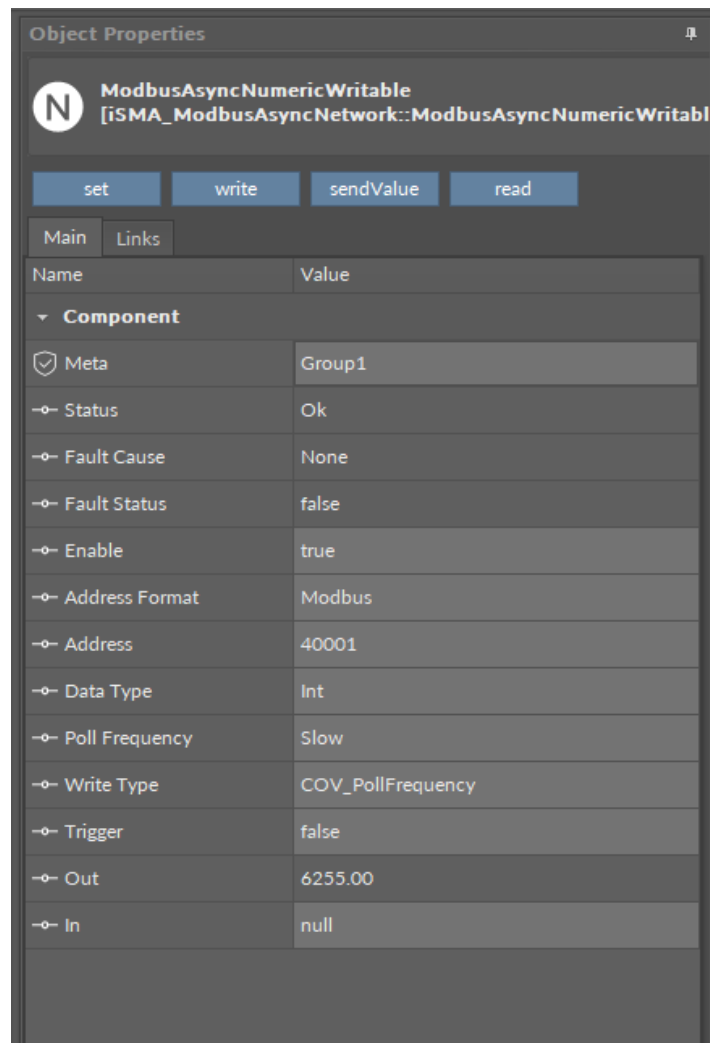 Object Properties
N
ModbusAsyncNumericWritable
[iSMA_ModbusAsyncNetwork::ModbusAsyncNumericWritabl
set write sendValue read
Main Links
Name Value
Component
Meta Group1
Status Ok
Fault Cause None
Fault Status false
Enable true
Address Format Modbus
Address 40001
Data Type Int
Poll Frequency Slow
Write Type COV_PollFrequency
Trigger false
Out 6255.00
In null